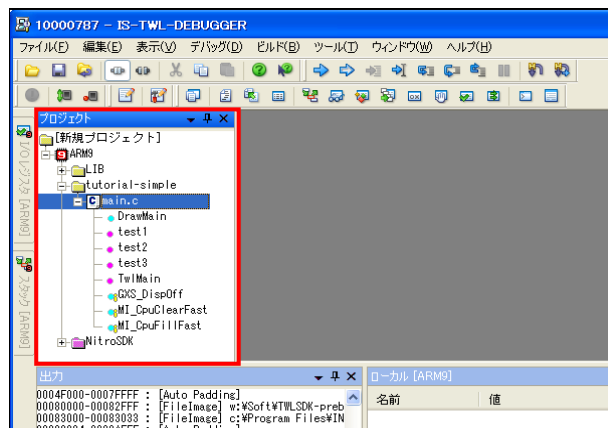 10000787 - IS-TWL-DEBUGGER
ファイル(F) 編集(E) 表示(V) デバッグ(D) ビルド(B) ツール(T) ウィンドウ(W) ヘルプ(H)
プロジェクト
[新規プロジェクト]
ARM9
LIB
tutorial-simple
main.c
DrawMain
test1
test2
test3
TwlMain
GXS_DispOff
MI_CpuClearFast
MI_CpuFillFast
NitroSDK
I/Oレジスタ [ARM9]
スタック [ARM9]
出力
0004F000-0007FFFF : [Auto Padding]
00080000-00082FFF : [FileImage] w:¥Soft¥TWLSDK-preb
00083000-00083033 : [FileImage] c:¥Program Files¥IN
ローカル [ARM9]
名前 値